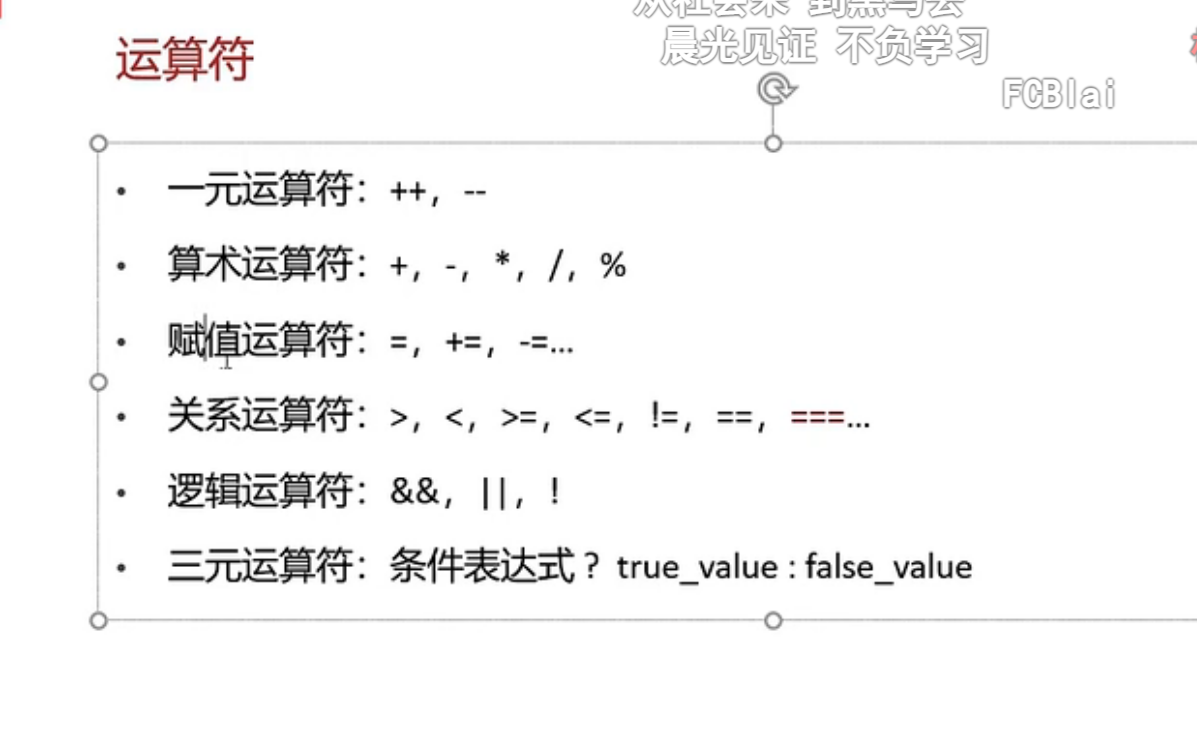 晨光见证 不负学习
运算符
FCBlai
• 一元运算符：++，--
• 算术运算符：+，-，*，/，%
• 赋值运算符：=，+=，-=...
• 关系运算符：>，<，>=，<=，!=，==，===...
• 逻辑运算符：&&，||，!
• 三元运算符：条件表达式？true_value : false_value